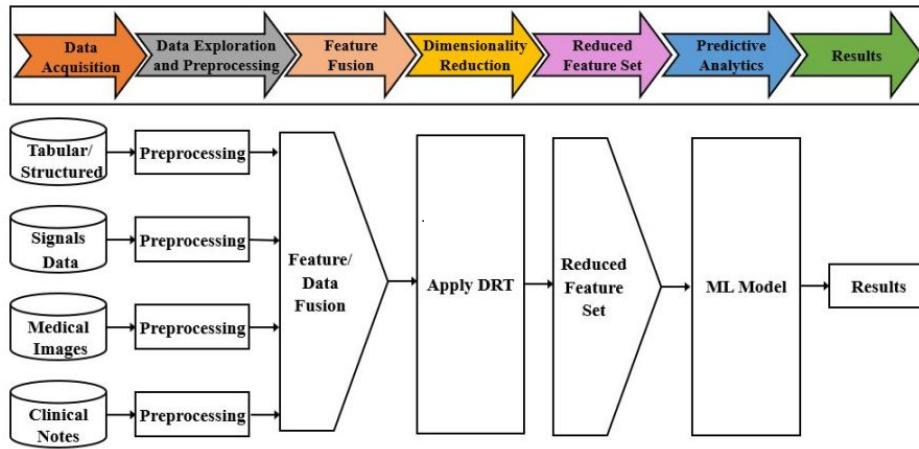 Data
Acquisition
Data Exploration
and Preprocessing
Feature
Fusion
Dimensionality
Reduction
Reduced
Feature Set
Predictive
Analytics
Results
Tabular/
Structured
Preprocessing
Signals
Data
Preprocessing
Medical
Images
Preprocessing
Clinical
Notes
Preprocessing
Feature/
Data
Fusion
Apply DRT
Reduced
Feature
Set
ML Model
Results